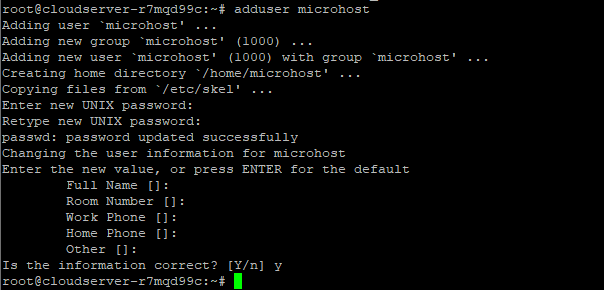 root@cloudserver-r7mqd99c:~# adduser microhost
Adding user `microhost' ...
Adding new group `microhost' (1000) ...
Adding new user `microhost' (1000) with group `microhost' ...
Creating home directory `/home/microhost' ...
Copying files from `/etc/skel' ...
Enter new UNIX password:
Retype new UNIX password:
passwd: password updated successfully
Changing the user information for microhost
Enter the new value, or press ENTER for the default
        Full Name []:
        Room Number []:
        Work Phone []:
        Home Phone []:
        Other []:
Is the information correct? [Y/n] y
root@cloudserver-r7mqd99c:~#